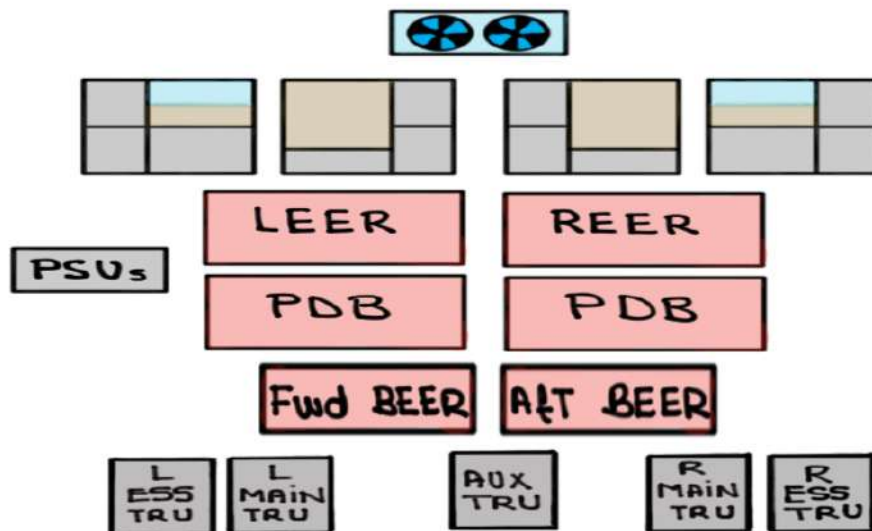 LEER
REER
PSUs
PDB
PDB
Fwd BEER
AfT BEER
L
ESS
TRU
L
MAIN
TRU
AUX
TRU
R
MAIN
TRU
R
ESS
TRU